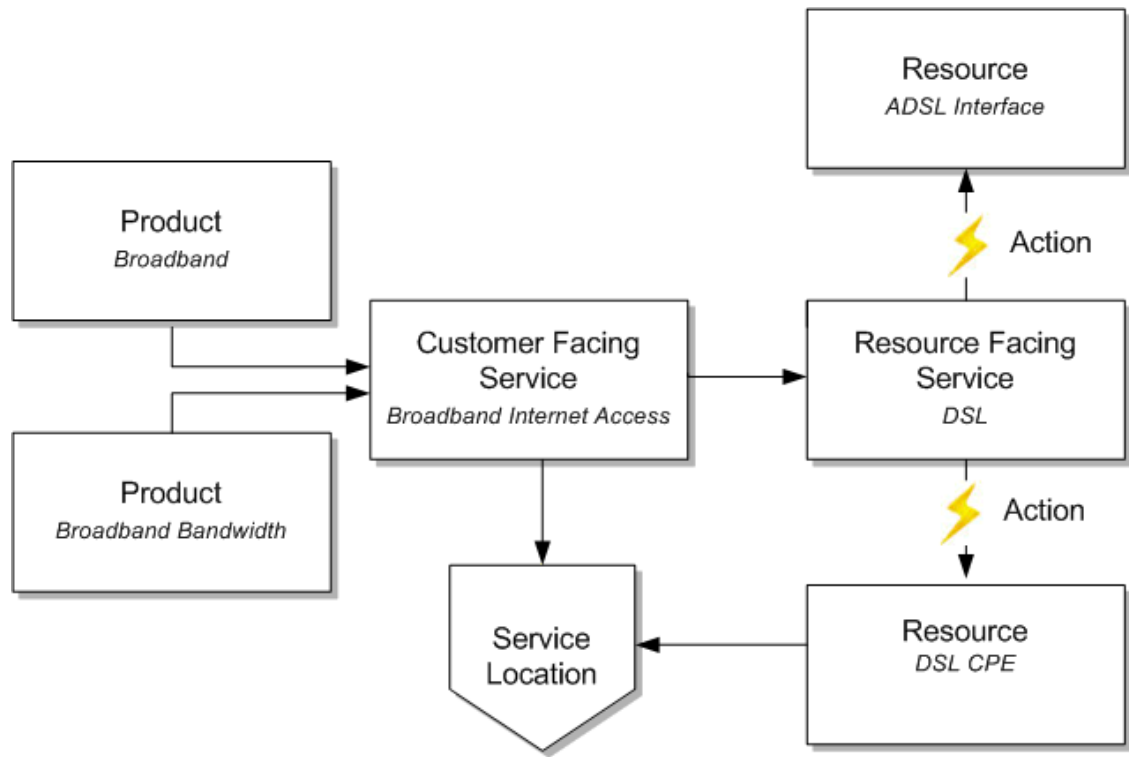 Resource
ADSL Interface
Product
Broadband
Action
Customer Facing
Service
Broadband Internet Access
Resource Facing
Service
DSL
Product
Broadband Bandwidth
Action
Service
Location
Resource
DSL CPE